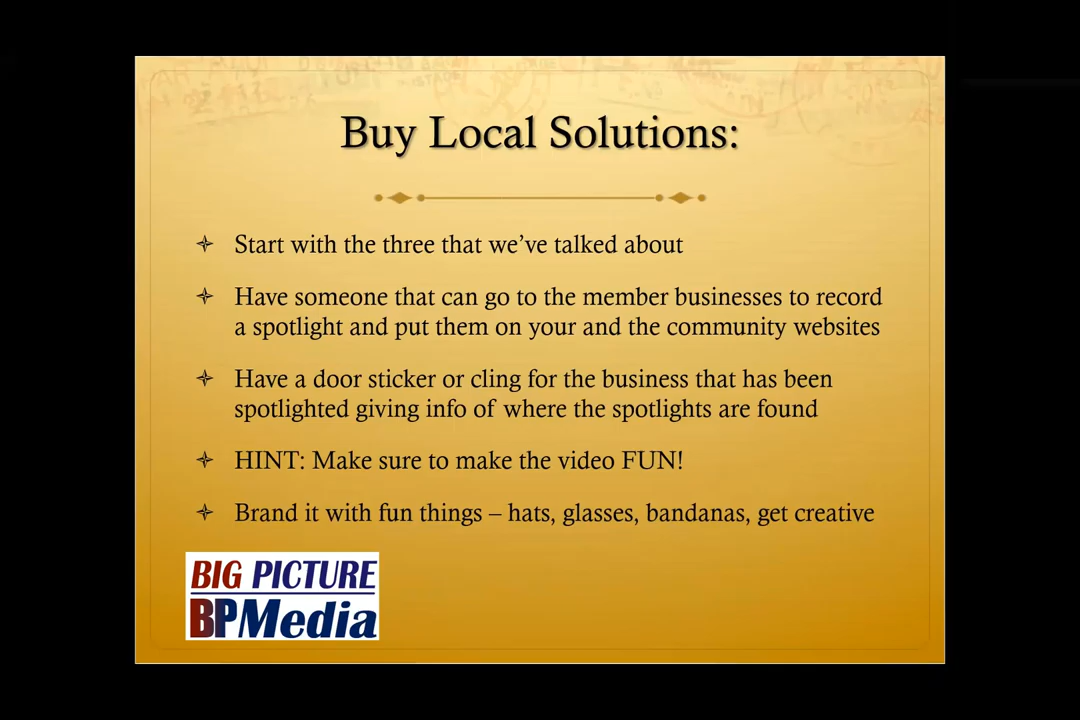 Buy Local Solutions:
Start with the three that we’ve talked about
Have someone that can go to the member businesses to record
a spotlight and put them on your and the community websites
Have a door sticker or cling for the business that has been
spotlighted giving info of where the spotlights are found
HINT: Make sure to make the video FUN!
Brand it with fun things – hats, glasses, bandanas, get creative
BIG PICTURE
BPMedia